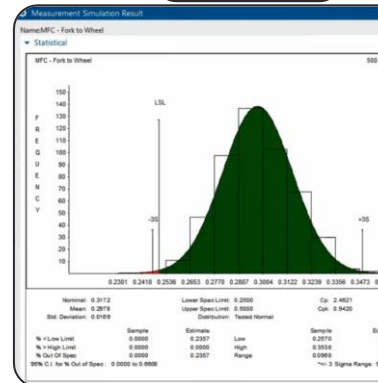 Measurement Simulation Result
Name:MFC - Fork to Wheel
Statistical
MFC - Fork to Wheel
500
150
140
130
120
110
100
90
80
70
60
50
40
30
20
10
FREQUENCY
LSL
-3S
+3S
0.2301 0.2418 0.2536 0.2653 0.2770 0.2887 0.3004 0.3122 0.3239 0.3356 0.3473
Nominal: 0.3172 Lower Spec Limit: 0.2500 Cp: 2.4621
Mean: 0.2978 Upper Spec Limit: 0.5000 Cpk: 0.9420
Std. Deviation: 0.0169 Distribution: Tested Normal
Sample Estimate Sample
% < Low Limit 0.0000 0.2357 Low 0.2570
% > High Limit 0.0000 0.0000 High 0.3538
% Out Of Spec 0.0000 0.2357 Range 0.0969
95% C.I. for % Out of Spec: 0.0000 to 0.6606 +/- 3 Sigma Range: